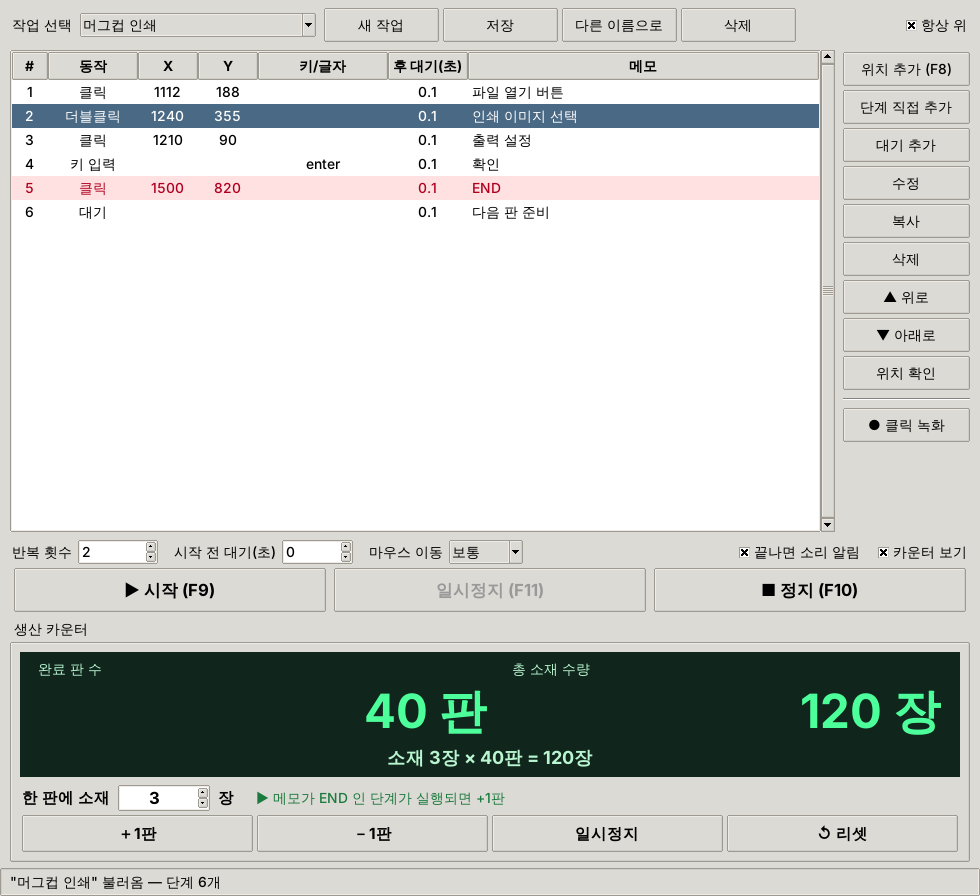 작업 선택 머그컵 인쇄 새 작업 저장 다른 이름으로 삭제 항상 위
# 동작 X Y 키/글자 후 대기(초) 메모
1 클릭 1112 188 0.1 파일 열기 버튼
2 더블클릭 1240 355 0.1 인쇄 이미지 선택
3 클릭 1210 90 0.1 출력 설정
4 키 입력 enter 0.1 확인
5 클릭 1500 820 0.1 END
6 대기 0.1 다음 판 준비
위치 추가 (F8)
단계 직접 추가
대기 추가
수정
복사
삭제
▲ 위로
▼ 아래로
위치 확인
● 클릭 녹화
반복 횟수 2 시작 전 대기(초) 0 마우스 이동 보통 끝나면 소리 알림 카운터 보기
▶ 시작 (F9) 일시정지 (F11) ■ 정지 (F10)
생산 카운터
완료 판 수 총 소재 수량
40 판 120 장
소재 3장 × 40판 = 120장
한 판에 소재 3 장 ▶ 메모가 END 인 단계가 실행되면 +1판
+1판 −1판 일시정지 ↺ 리셋
"머그컵 인쇄" 불러옴 — 단계 6개